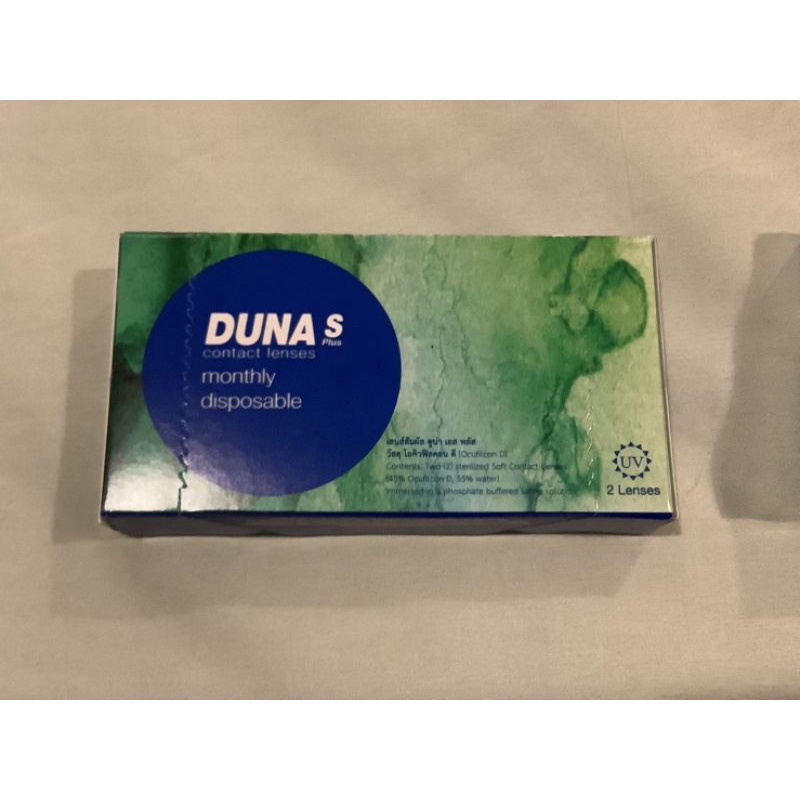 DUNA S
Plus
contact lenses
monthly
disposable
เลนส์สัมผัส ดูน่า เอส พลัส
วัสดุ โอคิวฟิลคอน ดี (Ocufilcon D)
Contents: Two (2) sterilized Soft Contact Lenses
(45% Ocufilcon D, 55% water)
immersed in a phosphate buffered saline solution
UV
2 Lenses